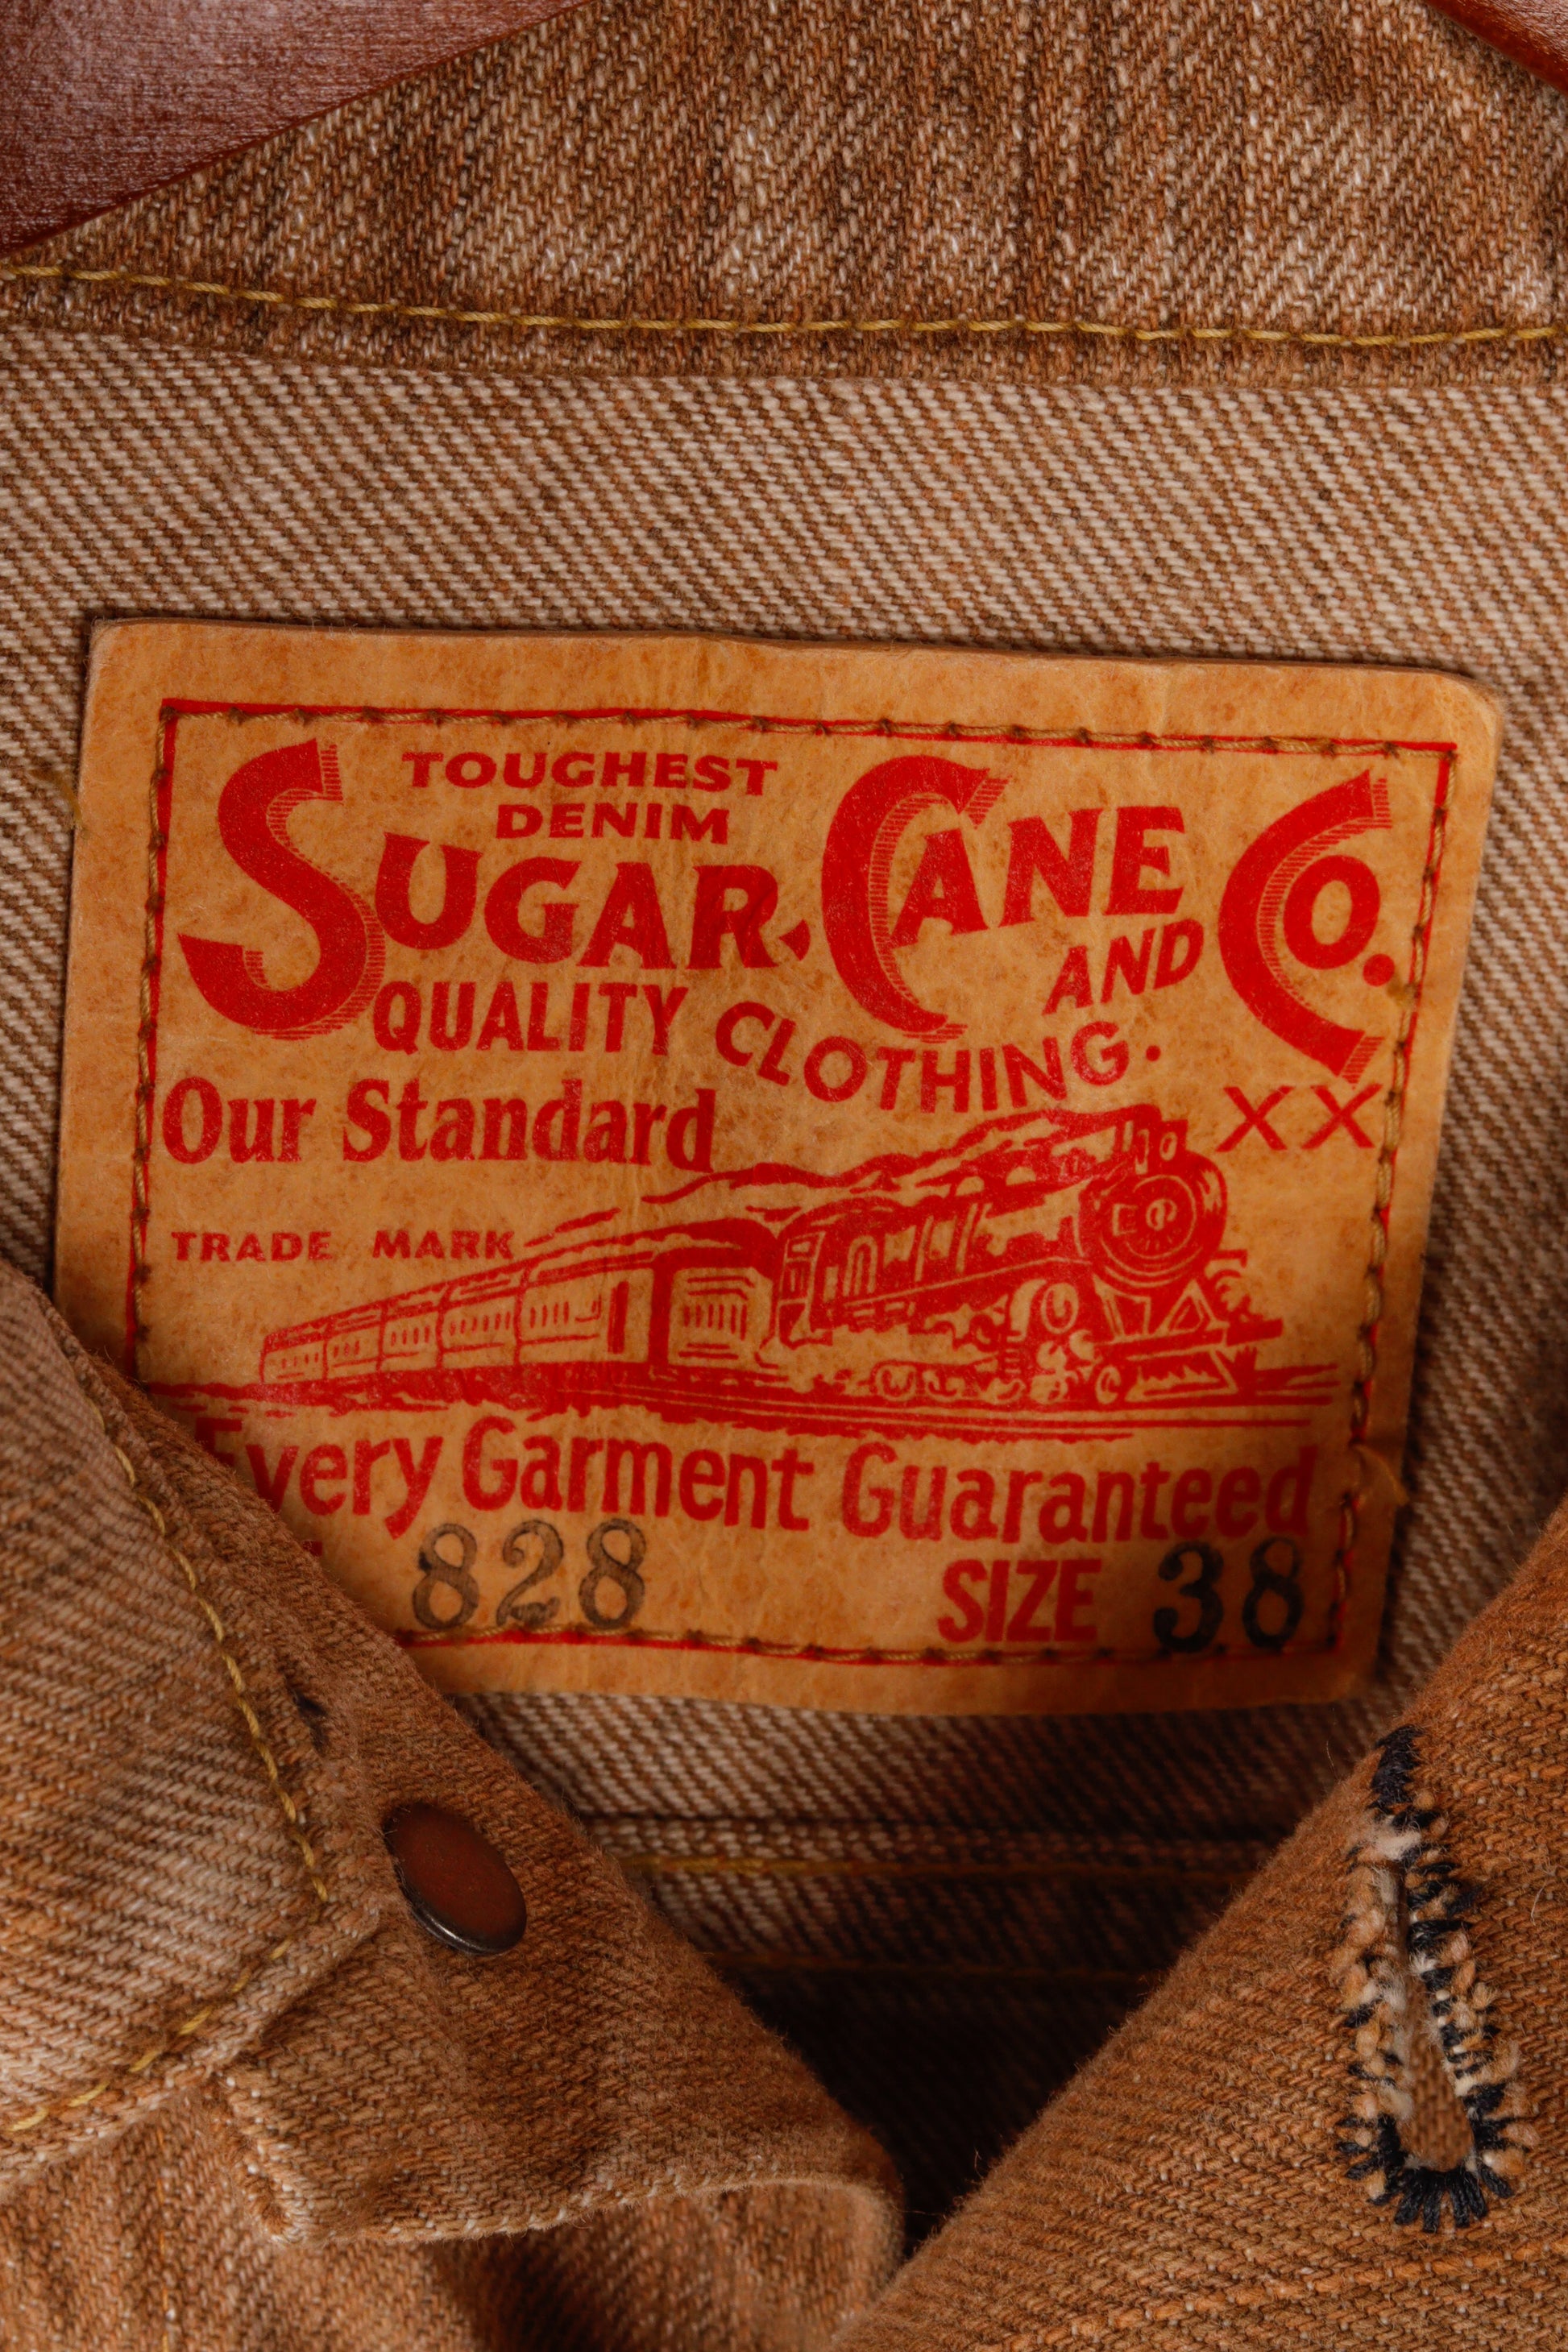 TOUGHEST
DENIM
SUGAR CANE AND CO.
QUALITY CLOTHING.
XX
Our Standard
TRADE MARK
Every Garment Guaranteed
828 SIZE 38